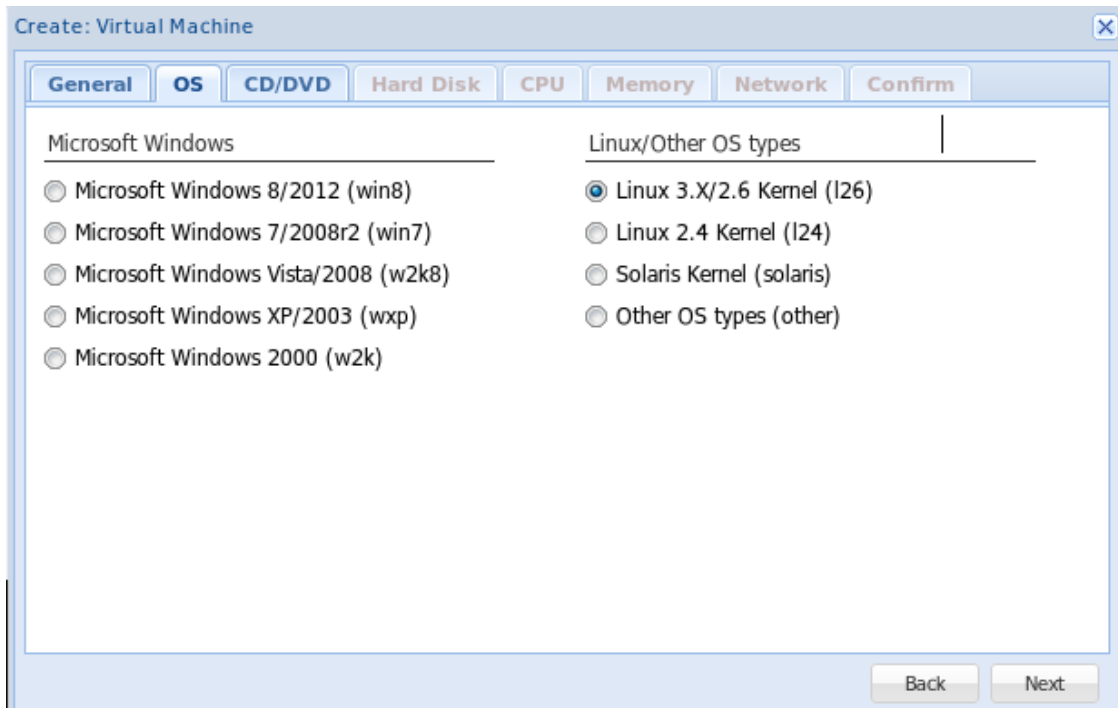 Create: Virtual Machine
General OS CD/DVD Hard Disk CPU Memory Network Confirm
Microsoft Windows
Microsoft Windows 8/2012 (win8)
Microsoft Windows 7/2008r2 (win7)
Microsoft Windows Vista/2008 (w2k8)
Microsoft Windows XP/2003 (wxp)
Microsoft Windows 2000 (w2k)
Linux/Other OS types
Linux 3.X/2.6 Kernel (l26)
Linux 2.4 Kernel (l24)
Solaris Kernel (solaris)
Other OS types (other)
Back Next